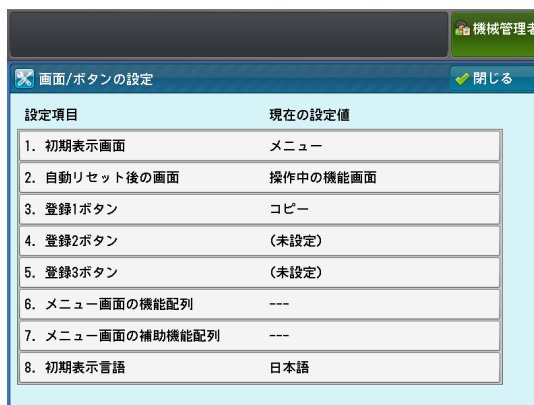 機械管理者
画面/ボタンの設定
閉じる
設定項目 現在の設定値
1. 初期表示画面 メニュー
2. 自動リセット後の画面 操作中の機能画面
3. 登録1ボタン コピー
4. 登録2ボタン (未設定)
5. 登録3ボタン (未設定)
6. メニュー画面の機能配列 ---
7. メニュー画面の補助機能配列 ---
8. 初期表示言語 日本語